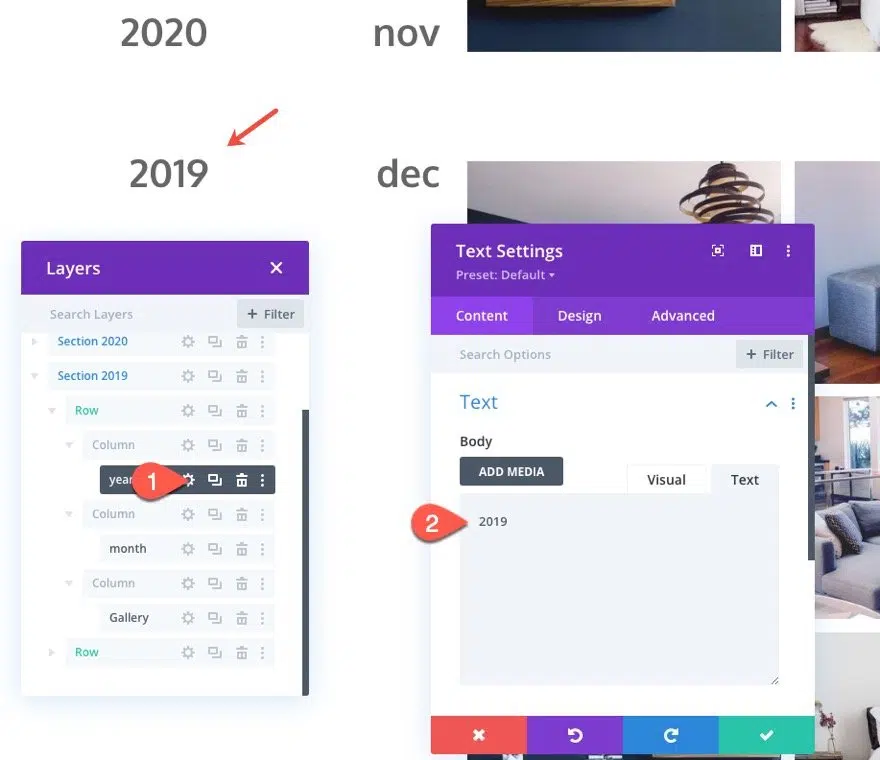 2020
nov
2019
dec
Layers
Search Layers
Filter
Section 2020
Section 2019
Row
Column
year
1
Column
month
Column
Gallery
Row
Text Settings
Preset: Default
Content
Design
Advanced
Search Options
Filter
Text
Body
ADD MEDIA
Visual
Text
2
2019